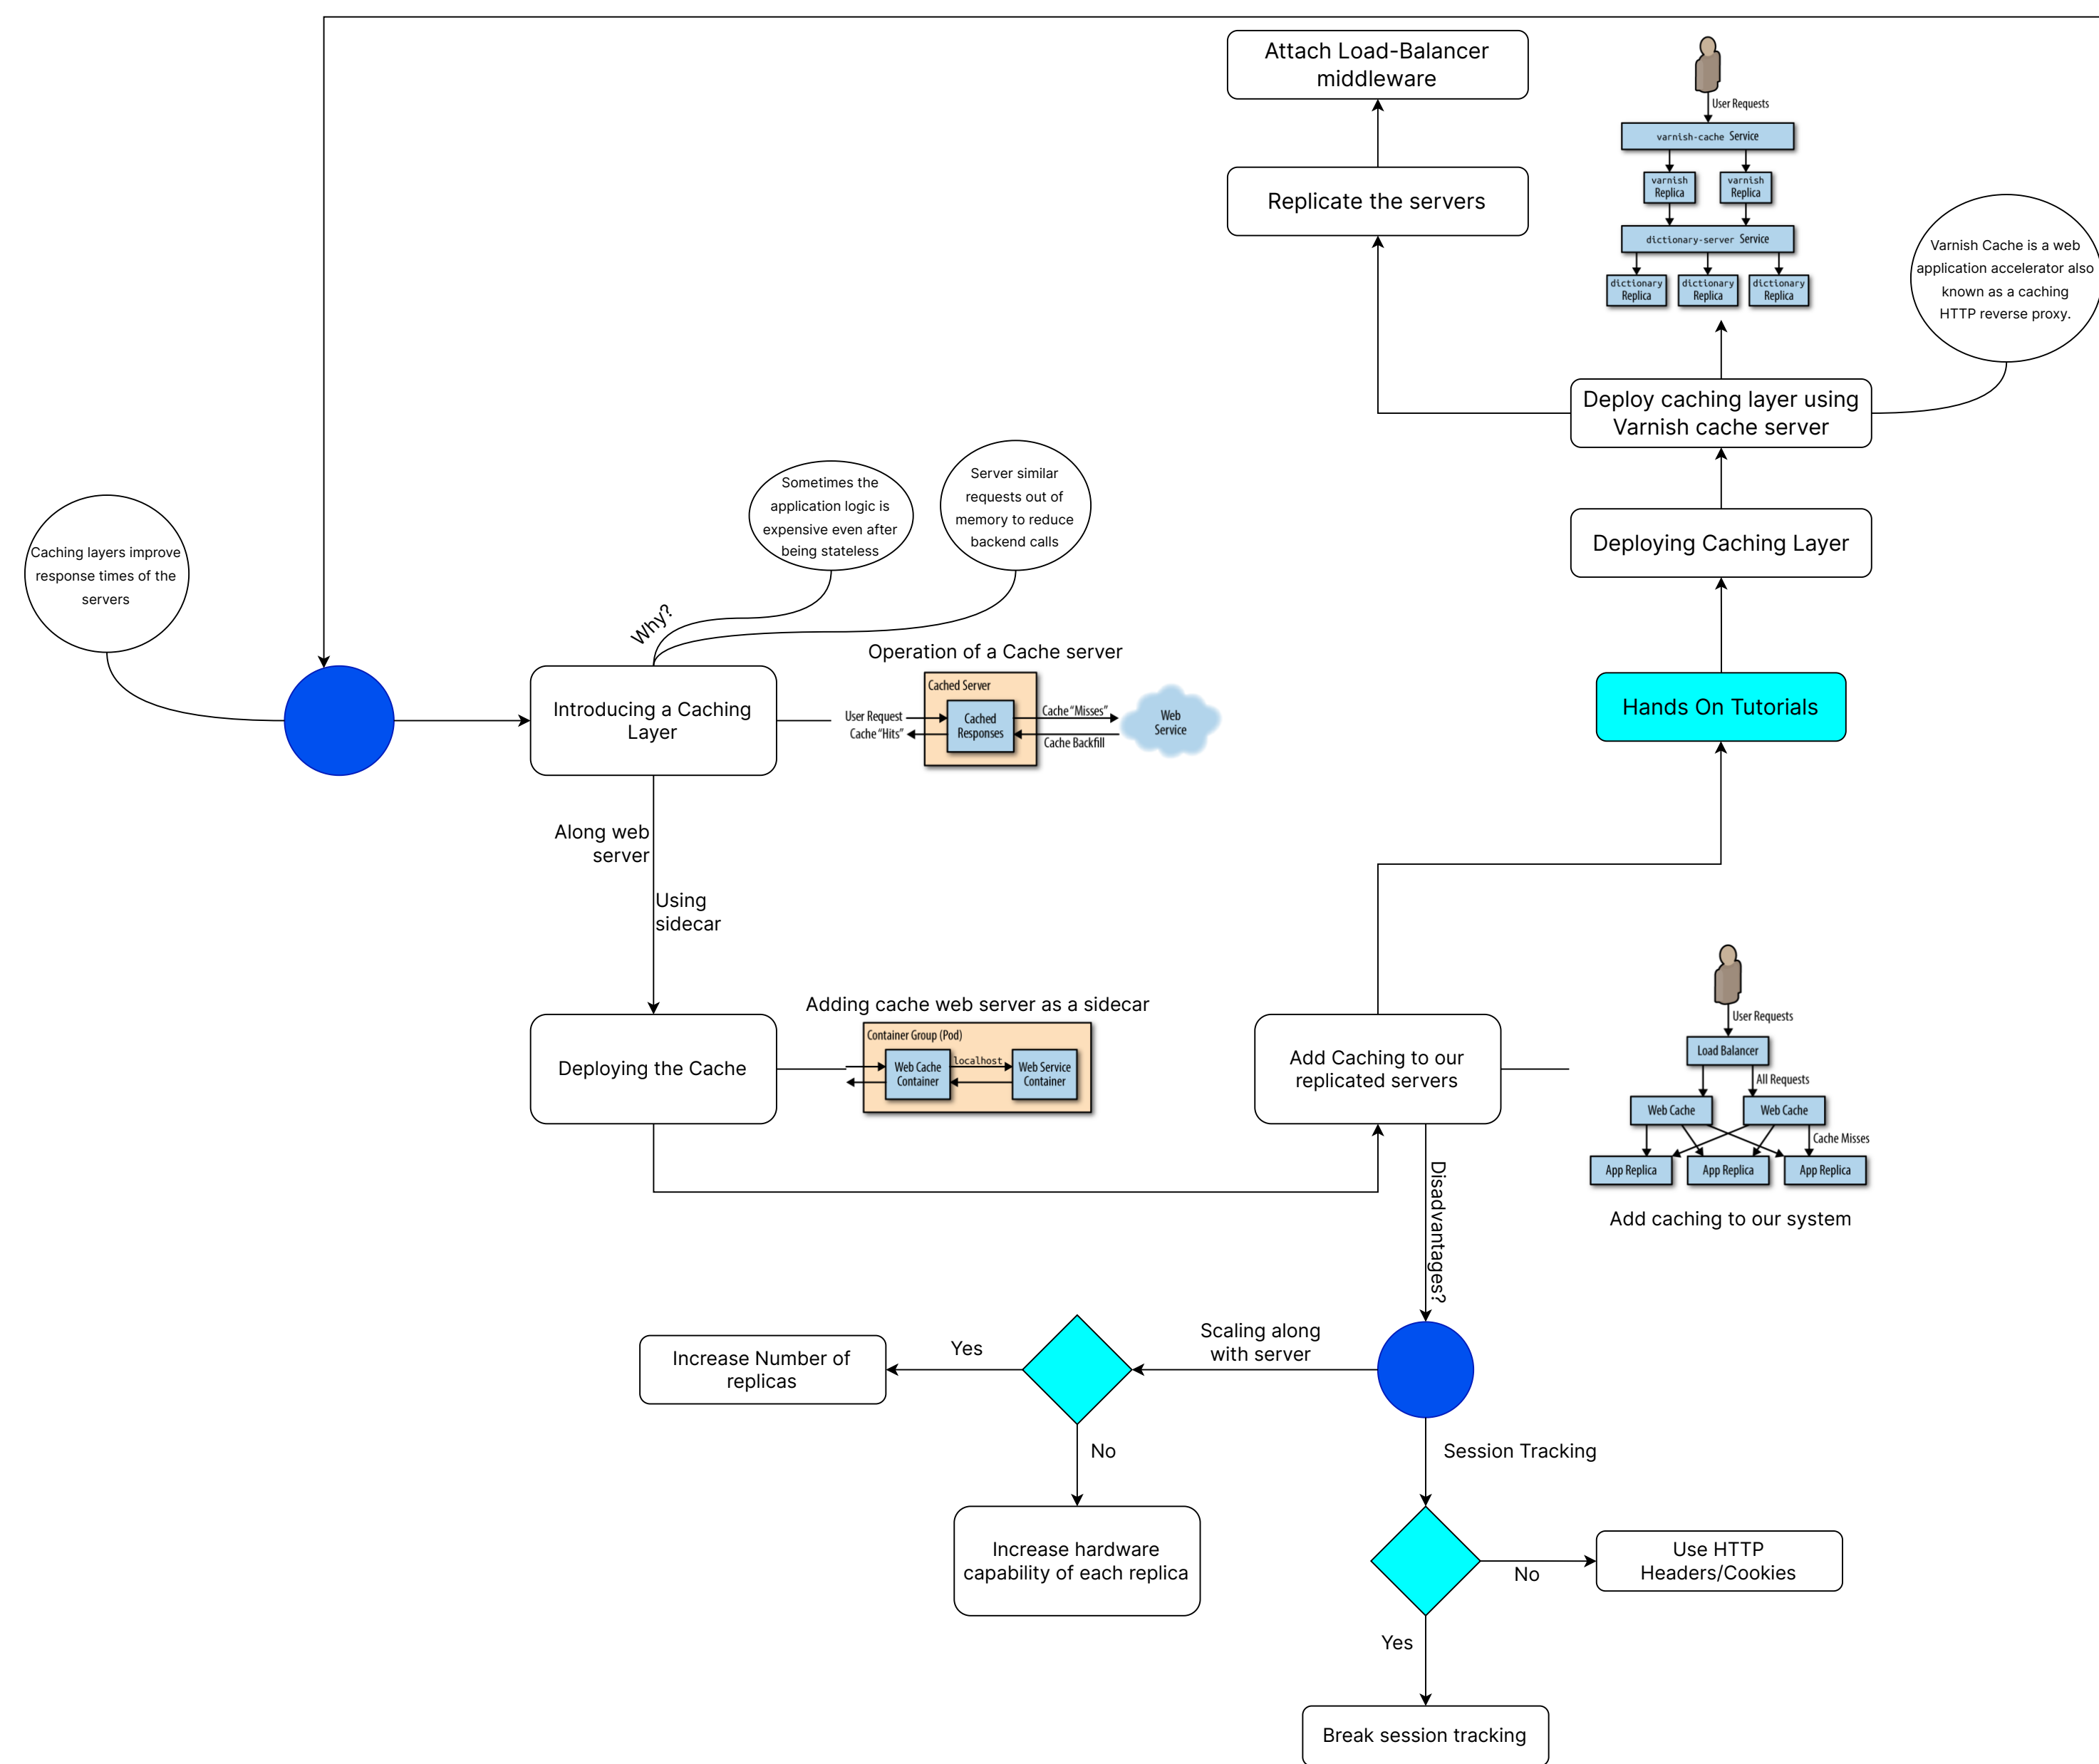 Attach Load-Balancer
middleware
User Requests
varnish-cache Service
varnish
Replica
varnish
Replica
Replicate the servers
dictionary-server Service
dictionary
Replica
dictionary
Replica
dictionary
Replica
Varnish Cache is a web
application accelerator also
known as a caching
HTTP reverse proxy.
Deploy caching layer using
Varnish cache server
Sometimes the
application logic is
expensive even after
being stateless
Server similar
requests out of
memory to reduce
backend calls
Caching layers improve
response times of the
servers
Deploying Caching Layer
Why?
Operation of a Cache server
Introducing a Caching
Layer
Cached Server
User Request
Cache "Hits"
Cached
Responses
Cache "Misses"
Cache Backfill
Web
Service
Hands On Tutorials
Along web
server
Using
sidecar
Adding cache web server as a sidecar
Deploying the Cache
Container Group (Pod)
Web Cache
Container
localhost
Web Service
Container
Add Caching to our
replicated servers
User Requests
Load Balancer
All Requests
Web Cache
Web Cache
Cache Misses
App Replica
App Replica
App Replica
Add caching to our system
Disadvantages?
Scaling along
with server
Yes
Increase Number of
replicas
No
Increase hardware
capability of each replica
Session Tracking
No
Use HTTP
Headers/Cookies
Yes
Break session tracking